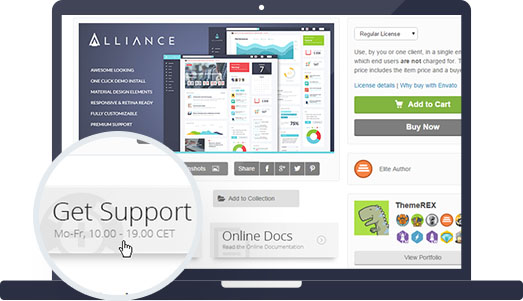 ALLIANCE
AWESOME LOOKING
ONE CLICK DEMO INSTALL
MATERIAL DESIGN ELEMENTS
RESPONSIVE & RETINA READY
FULLY CUSTOMIZABLE
PREMIUM SUPPORT
shots
Share
Add to Collection
Get Support
Mo-Fr, 10.00 - 19.00 CET
Online Docs
Read the Online Documentation
Regular License
Use, by you or one client, in a single en
which end users are not charged for. T
price includes the item price and a buye
License details | Why buy with Envato
Add to Cart
Buy Now
Elite Author
ThemeREX
View Portfolio